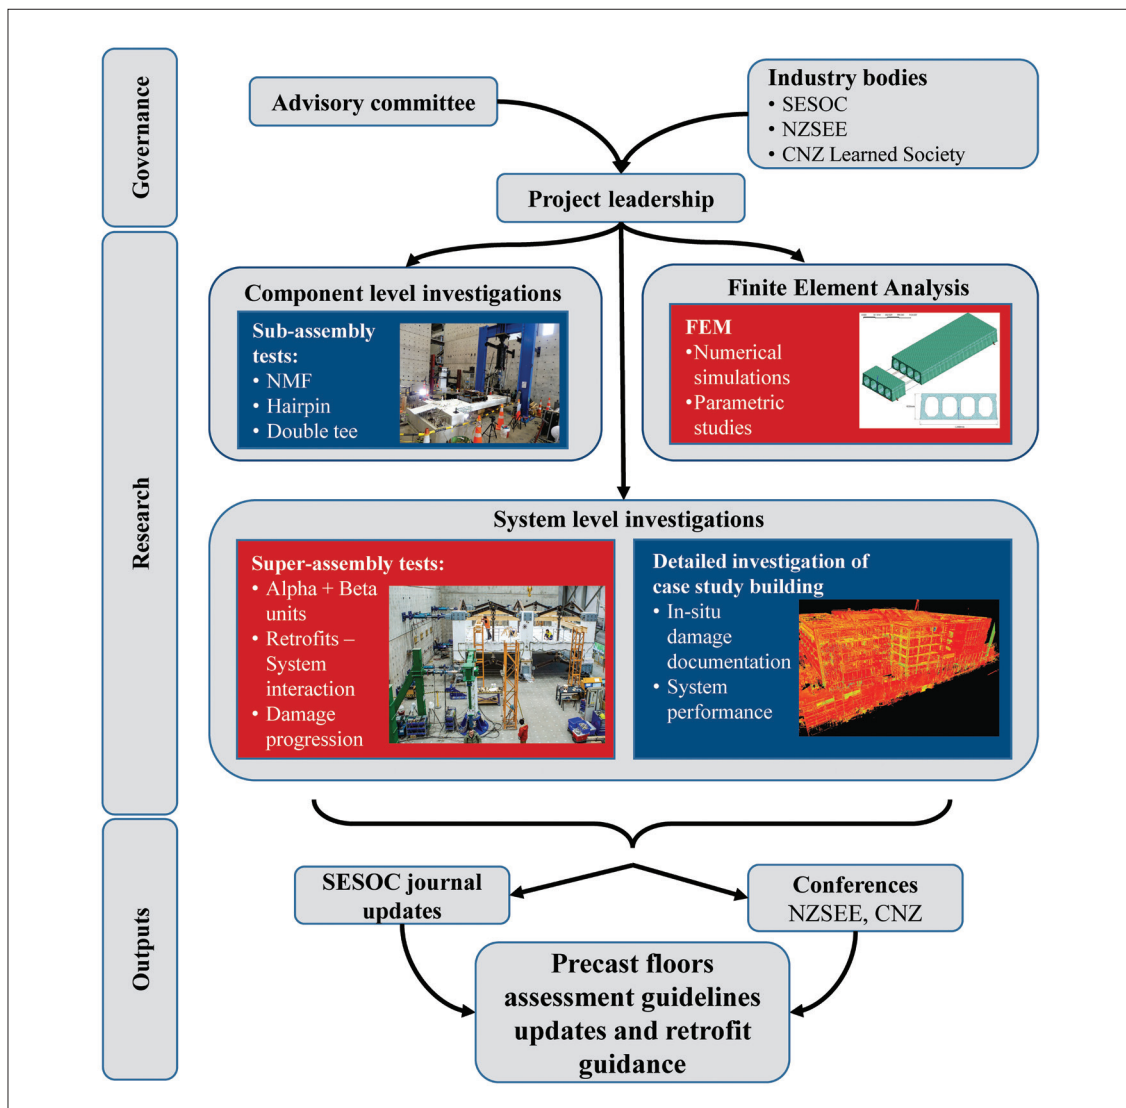 Governance
Advisory committee
Industry bodies
• SESOC
• NZSEE
• CNZ Learned Society
Project leadership
Research
Component level investigations
Sub-assembly
tests:
• NMF
• Hairpin
• Double tee
Finite Element Analysis
FEM
•Numerical
simulations
•Parametric
studies
System level investigations
Super-assembly tests:
• Alpha + Beta
units
• Retrofits –
System
interaction
• Damage
progression
Detailed investigation of
case study building
• In-situ
damage
documentation
• System
performance
Outputs
SESOC journal
updates
Conferences
NZSEE, CNZ
Precast floors
assessment guidelines
updates and retrofit
guidance